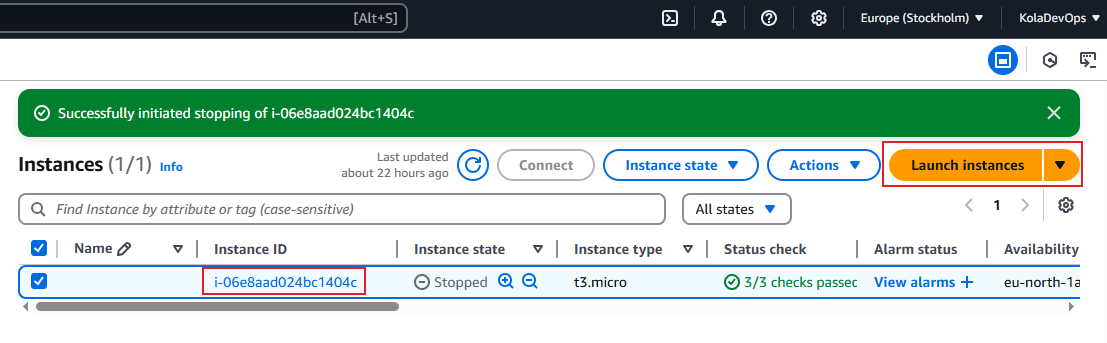 [Alt+S] Europe (Stockholm) KolaDevOps
Successfully initiated stopping of i-06e8aad024bc1404c
Instances (1/1) Info Last updated about 22 hours ago Connect Instance state Actions Launch instances
Find Instance by attribute or tag (case-sensitive) All states 1
Name Instance ID Instance state Instance type Status check Alarm status Availability
i-06e8aad024bc1404c Stopped t3.micro 3/3 checks passec View alarms + eu-north-1a